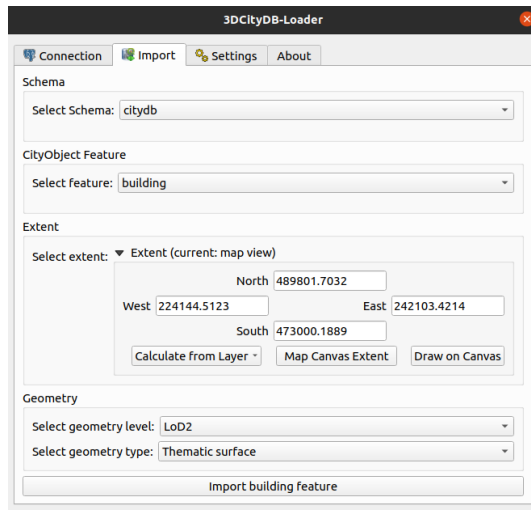 3DCityDB-Loader
Connection Import Settings About
Schema
Select Schema: citydb
CityObject Feature
Select feature: building
Extent
Select extent: Extent (current: map view)
North 489801.7032
West 224144.5123 East 242103.4214
South 473000.1889
Calculate from Layer Map Canvas Extent Draw on Canvas
Geometry
Select geometry level: LoD2
Select geometry type: Thematic surface
Import building feature